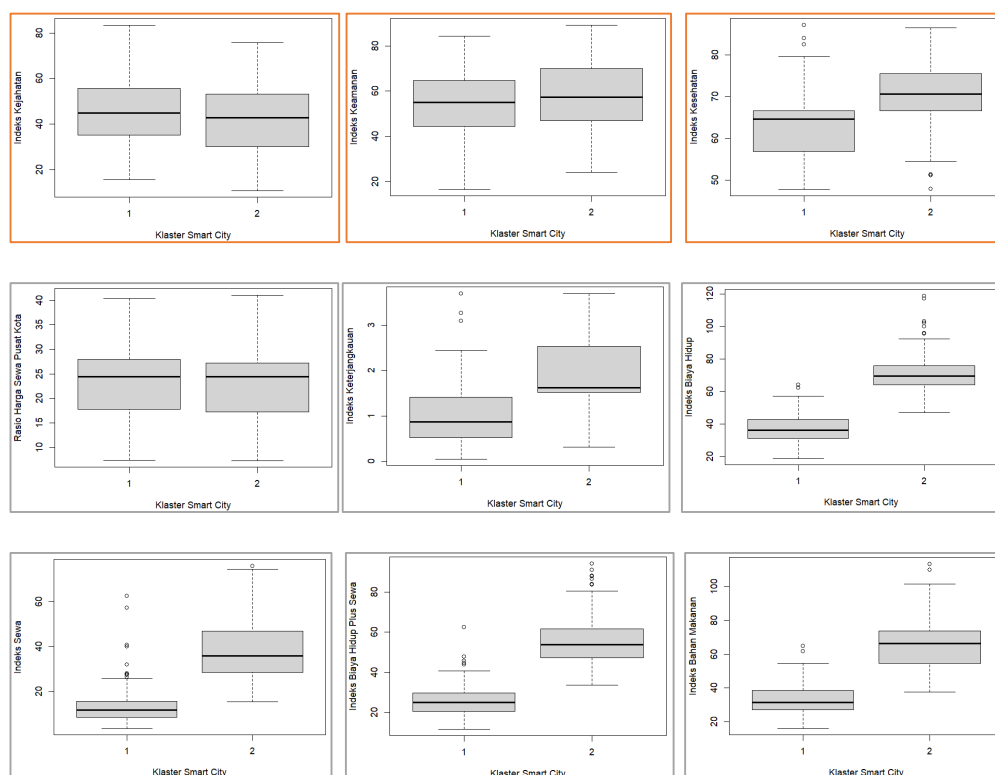 Indeks Kejahatan
80
60
40
20
1 2
Klaster Smart City
Indeks Keamanan
80
60
40
20
1 2
Klaster Smart City
Indeks Kesehatan
80
70
60
50
1 2
Klaster Smart City
Rasio Harga Sewa Pusat Kota
40
35
30
25
20
15
10
1 2
Klaster Smart City
Indeks Keterjangkauan
3
2
1
0
1 2
Klaster Smart City
Indeks Biaya Hidup
120
100
80
60
40
20
1 2
Klaster Smart City
Indeks Sewa
60
40
20
1 2
Klaster Smart City
Indeks Biaya Hidup Plus Sewa
80
60
40
20
1 2
Klaster Smart City
Indeks Bahan Makanan
100
80
60
40
20
1 2
Klaster Smart City